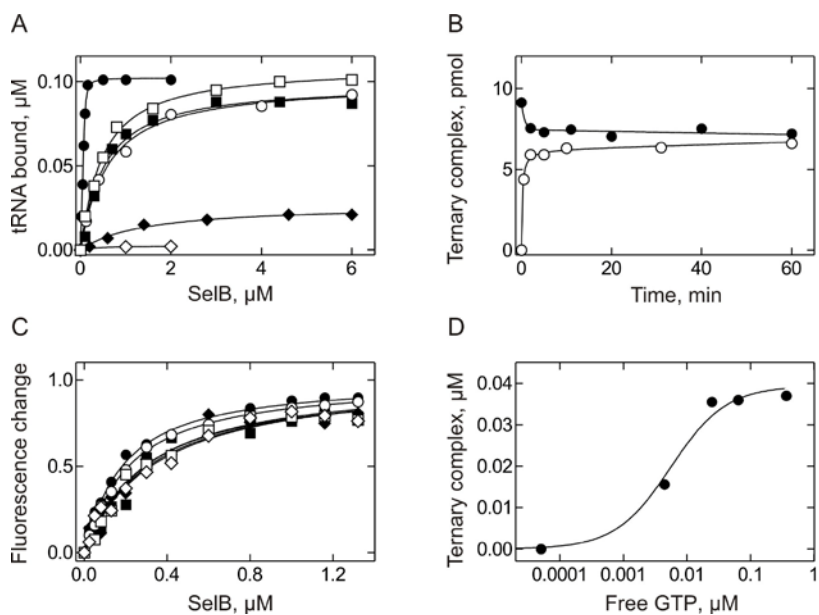 A
tRNA bound, µM
0.10
0.05
0.00
0 2 4 6
SelB, µM
B
Ternary complex, pmol
10
5
0
0 20 40 60
Time, min
C
Fluorescence change
1.0
0.5
0.0
0.0 0.4 0.8 1.2
SelB, µM
D
Ternary complex, µM
0.04
0.03
0.02
0.01
0.00
0.0001 0.001 0.01 0.1 1
Free GTP, µM